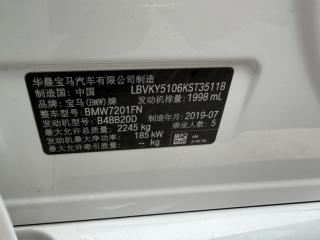 华晨宝马汽车有限公司制造
制造国：中国 LBVKY5106KST35118
品牌：宝马(BMW)牌 发动机排量：1998 mL
整车型号：BMW7201FN
发动机型号：B48B20D 制造年月：2019-07
最大允许总质量：2245 kg 乘坐人数：5
发动机最大净功率：185 kW
最大允许牵引质量：-- kg